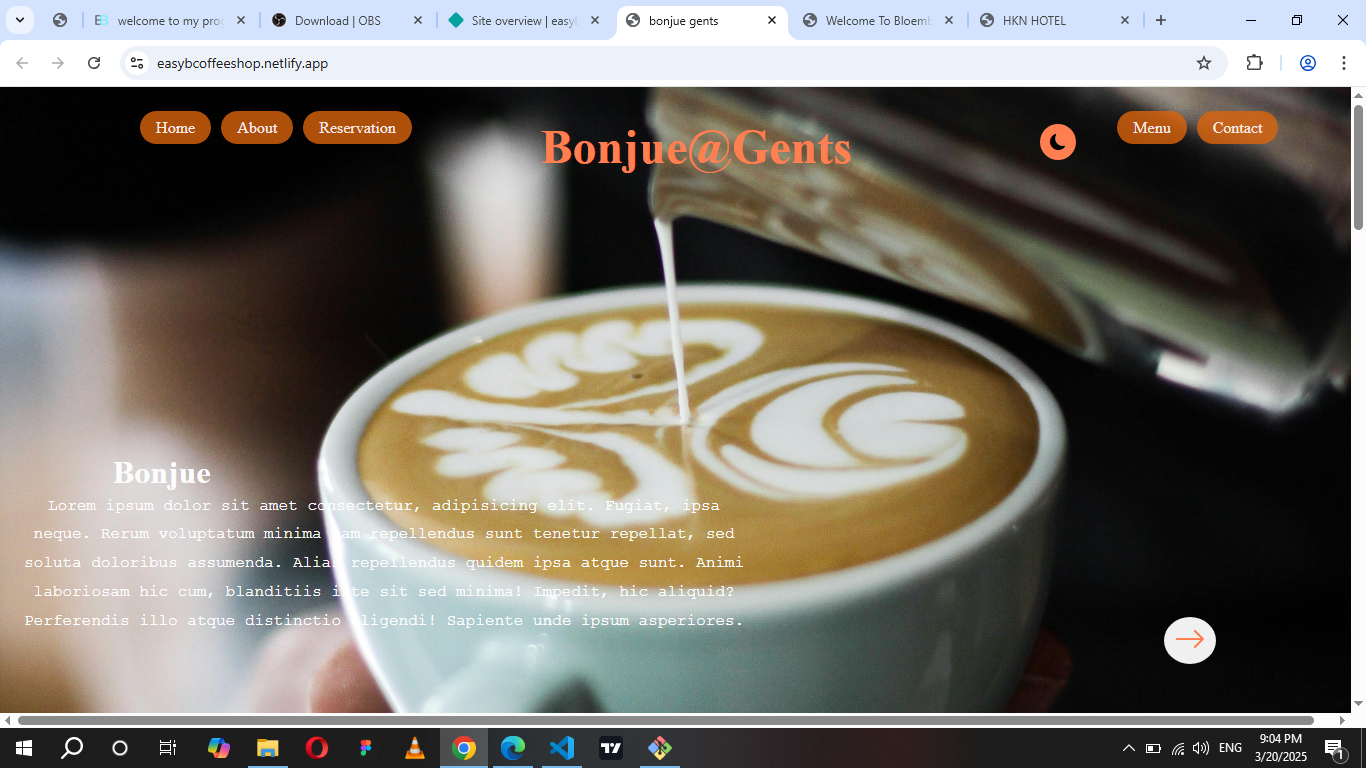 welcome to my pro
Download | OBS
Site overview | easy
bonjue gents
Welcome To Bloem
HKN HOTEL
easybcoffeeshop.netlify.app
Home
About
Reservation
Bonjue@Gents
Menu
Contact
Bonjue
Lorem ipsum dolor sit amet consectetur, adipisicing elit. Fugiat, ipsa
neque. Rerum voluptatum minima nam repellendus sunt tenetur repellat, sed
soluta doloribus assumenda. Alias repellendus quidem ipsa atque sunt. Animi
laboriosam hic cum, blanditiis iste sit sed minima! Impedit, hic aliquid?
Perferendis illo atque distinctio eligendi! Sapiente unde ipsum asperiores.
ENG
9:04 PM
3/20/2025
1